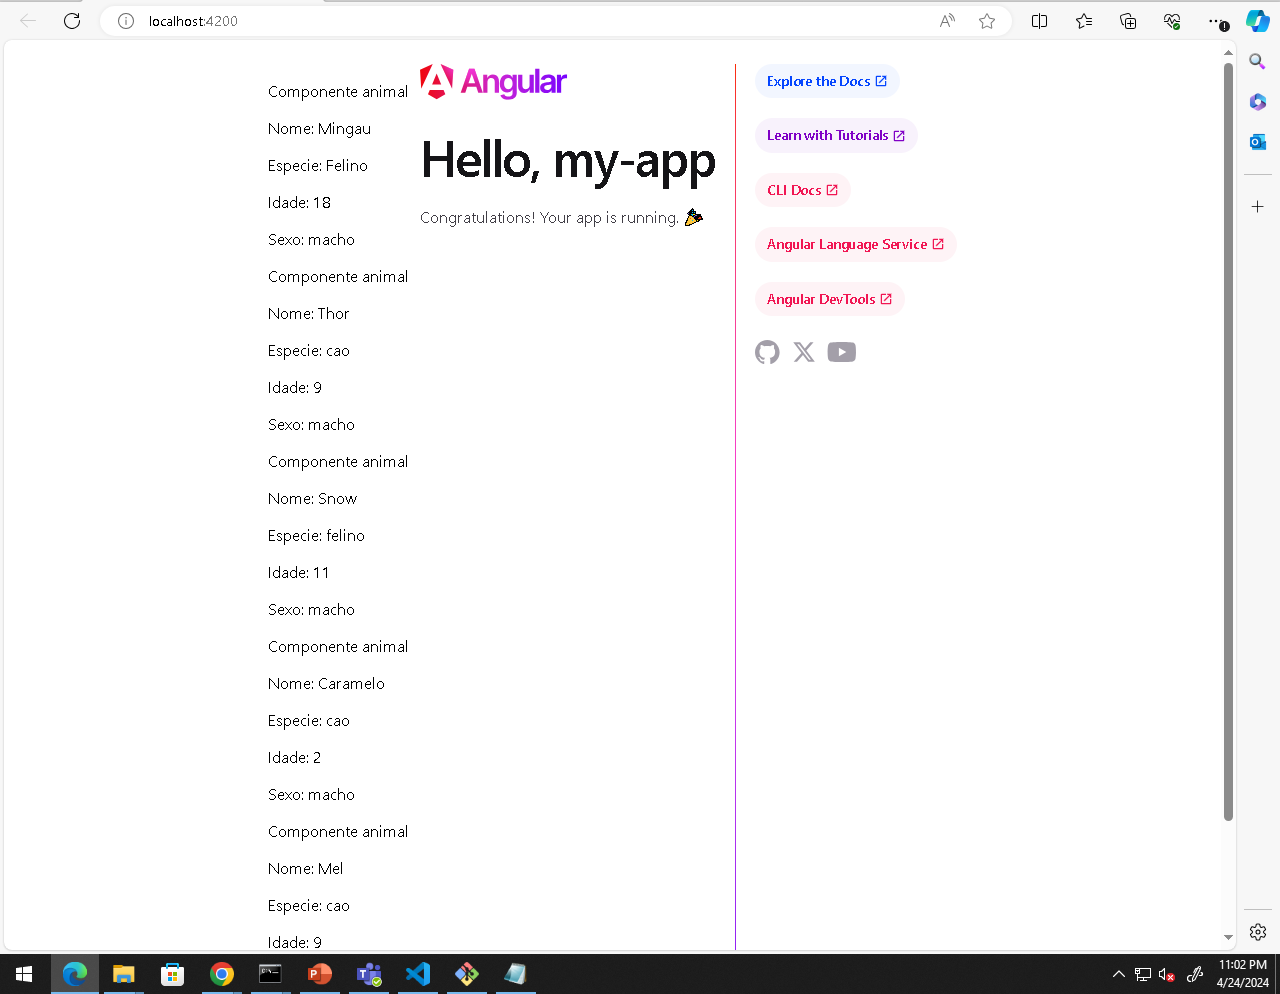 localhost:4200
Componente animal
Nome: Mingau
Especie: Felino
Idade: 18
Sexo: macho
Componente animal
Nome: Thor
Especie: cao
Idade: 9
Sexo: macho
Componente animal
Nome: Snow
Especie: felino
Idade: 11
Sexo: macho
Componente animal
Nome: Caramelo
Especie: cao
Idade: 2
Sexo: macho
Componente animal
Nome: Mel
Especie: cao
Idade: 9
Angular
Hello, my-app
Congratulations! Your app is running. 🎉
Explore the Docs
Learn with Tutorials
CLI Docs
Angular Language Service
Angular DevTools
11:02 PM
4/24/2024